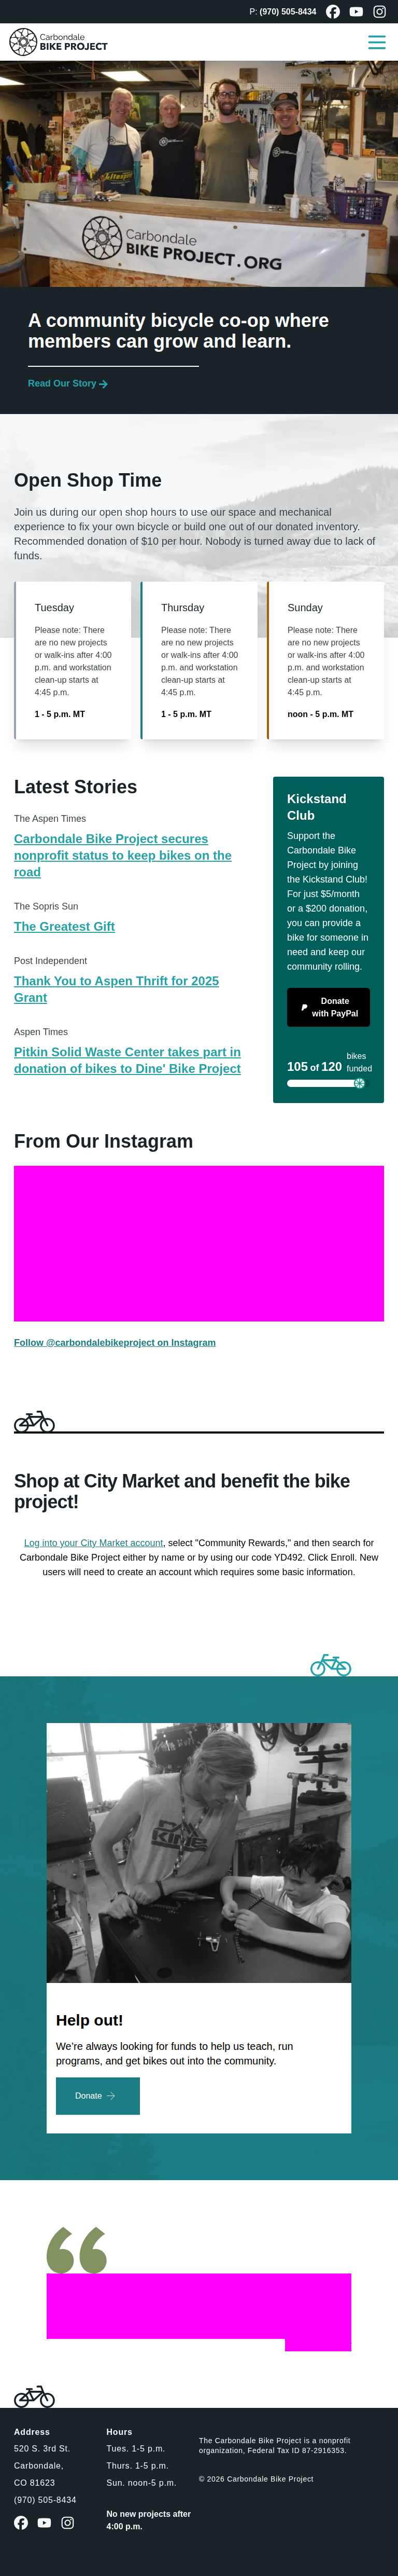 P: (970) 505-8434
Carbondale
BIKE PROJECT
Carbondale
BIKE PROJECT.ORG
A community bicycle co-op where
members can grow and learn.
Read Our Story
Open Shop Time
Join us during our open shop hours to use our space and mechanical
experience to fix your own bicycle or build one out of our donated inventory.
Recommended donation of $10 per hour. Nobody is turned away due to lack of
funds.
Tuesday
Please note: There
are no new projects
or walk-ins after 4:00
p.m. and workstation
clean-up starts at
4:45 p.m.
1 - 5 p.m. MT
Thursday
Please note: There
are no new projects
or walk-ins after 4:00
p.m. and workstation
clean-up starts at
4:45 p.m.
1 - 5 p.m. MT
Sunday
Please note: There
are no new projects
or walk-ins after 4:00
p.m. and workstation
clean-up starts at
4:45 p.m.
noon - 5 p.m. MT
Latest Stories
The Aspen Times
Carbondale Bike Project secures
nonprofit status to keep bikes on the
road
The Sopris Sun
The Greatest Gift
Post Independent
Thank You to Aspen Thrift for 2025
Grant
Aspen Times
Pitkin Solid Waste Center takes part in
donation of bikes to Dine' Bike Project
Kickstand
Club
Support the
Carbondale Bike
Project by joining
the Kickstand Club!
For just $5/month
or a $200 donation,
you can provide a
bike for someone in
need and keep our
community rolling.
Donate
with PayPal
105 of 120 bikes
funded
From Our Instagram
Follow @carbondalebikeproject on Instagram
Shop at City Market and benefit the bike
project!
Log into your City Market account, select "Community Rewards," and then search for
Carbondale Bike Project either by name or by using our code YD492. Click Enroll. New
users will need to create an account which requires some basic information.
Help out!
We're always looking for funds to help us teach, run
programs, and get bikes out into the community.
Donate
Address
520 S. 3rd St.
Carbondale,
CO 81623
(970) 505-8434
Hours
Tues. 1-5 p.m.
Thurs. 1-5 p.m.
Sun. noon-5 p.m.
No new projects after
4:00 p.m.
The Carbondale Bike Project is a nonprofit
organization, Federal Tax ID 87-2916353.
© 2026 Carbondale Bike Project